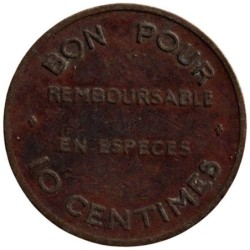 BON POUR
REMBOURSABLE
EN ESPECES
10 CENTIMES